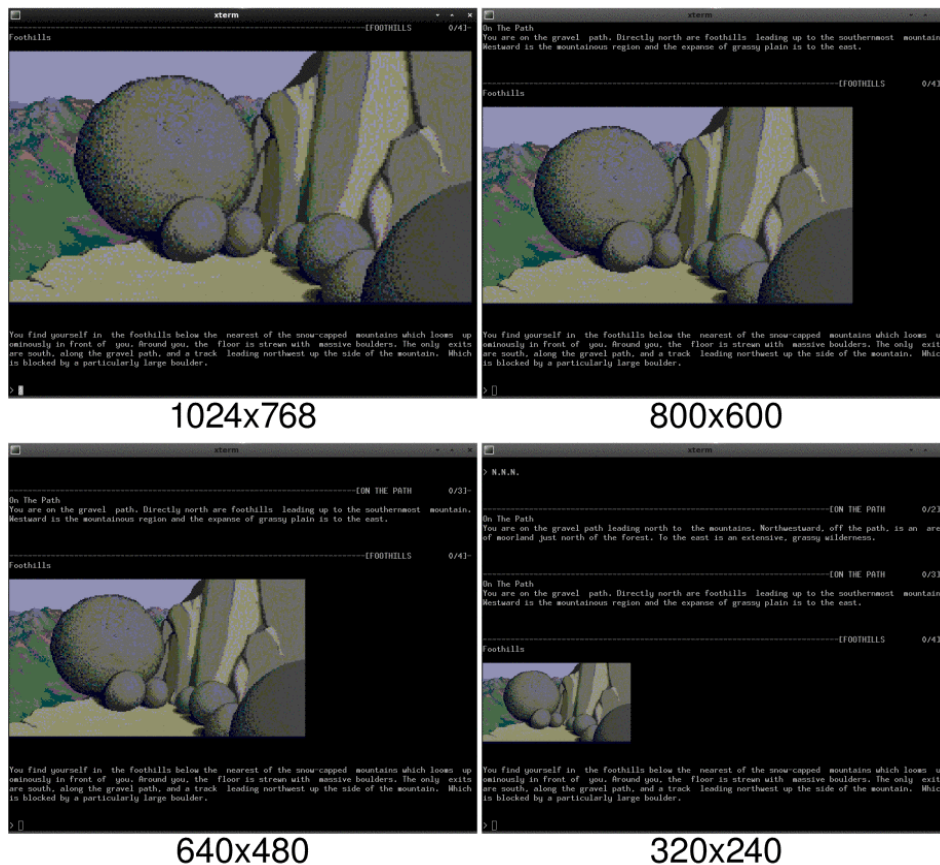 xterm
[FOOTHILLS 0/4]
Foothills
You find yourself in the foothills below the nearest of the snow-capped mountains which looms up
ominously in front of you. Around you, the floor is strewn with massive boulders. The only exits
are south, along the gravel path, and a track leading northwest up the side of the mountain. Which
is blocked by a particularly large boulder.
>
1024x768
xterm
On The Path
You are on the gravel path. Directly north are foothills leading up to the southernmost mountain
Westward is the mountainous region and the expanse of grassy plain is to the east.
[FOOTHILLS 0/4]
Foothills
You find yourself in the foothills below the nearest of the snow-capped mountains which looms u
ominously in front of you. Around you, the floor is strewn with massive boulders. The only exit
are south, along the gravel path, and a track leading northwest up the side of the mountain. Whic
is blocked by a particularly large boulder.
>
800x600
xterm
[ON THE PATH 0/3]
On The Path
You are on the gravel path. Directly north are foothills leading up to the southernmost mountain.
Westward is the mountainous region and the expanse of grassy plain is to the east.
[FOOTHILLS 0/4]
Foothills
You find yourself in the foothills below the nearest of the snow-capped mountains which looms up
ominously in front of you. Around you, the floor is strewn with massive boulders. The only exits
are south, along the gravel path, and a track leading northwest up the side of the mountain. Which
is blocked by a particularly large boulder.
>
640x480
xterm
> N.N.N.
[ON THE PATH 0/2]
On The Path
You are on the gravel path leading north to the mountains. Northwestward, off the path, is an are
of moorland just north of the forest. To the east is an extensive, grassy wilderness.
[ON THE PATH 0/3]
On The Path
You are on the gravel path. Directly north are foothills leading up to the southernmost mountain
Westward is the mountainous region and the expanse of grassy plain is to the east.
[FOOTHILLS 0/4]
Foothills
You find yourself in the foothills below the nearest of the snow-capped mountains which looms u
ominously in front of you. Around you, the floor is strewn with massive boulders. The only exit
are south, along the gravel path, and a track leading northwest up the side of the mountain. Whic
is blocked by a particularly large boulder.
>
320x240